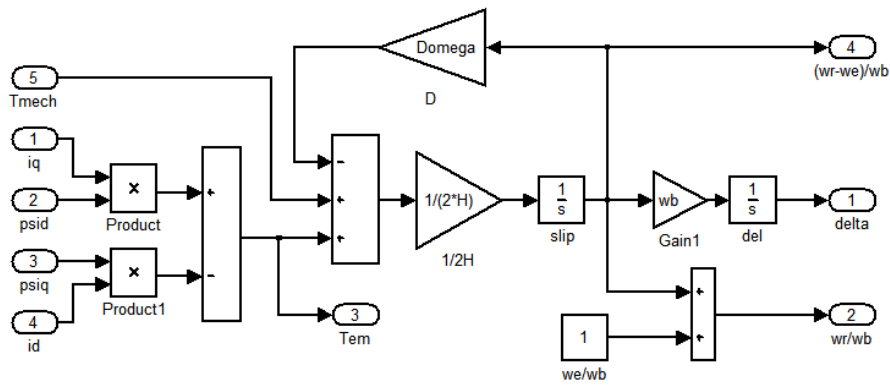 Domega
D
4
(wr-we)/wb
5
Tmech
1
iq
2
psid
×
Product
3
psiq
4
id
×
Product1
+
−
−
+
+
3
Tem
1/(2*H)
1/2H
1
s
slip
wb
Gain1
1
s
del
1
delta
1
we/wb
+
+
2
wr/wb